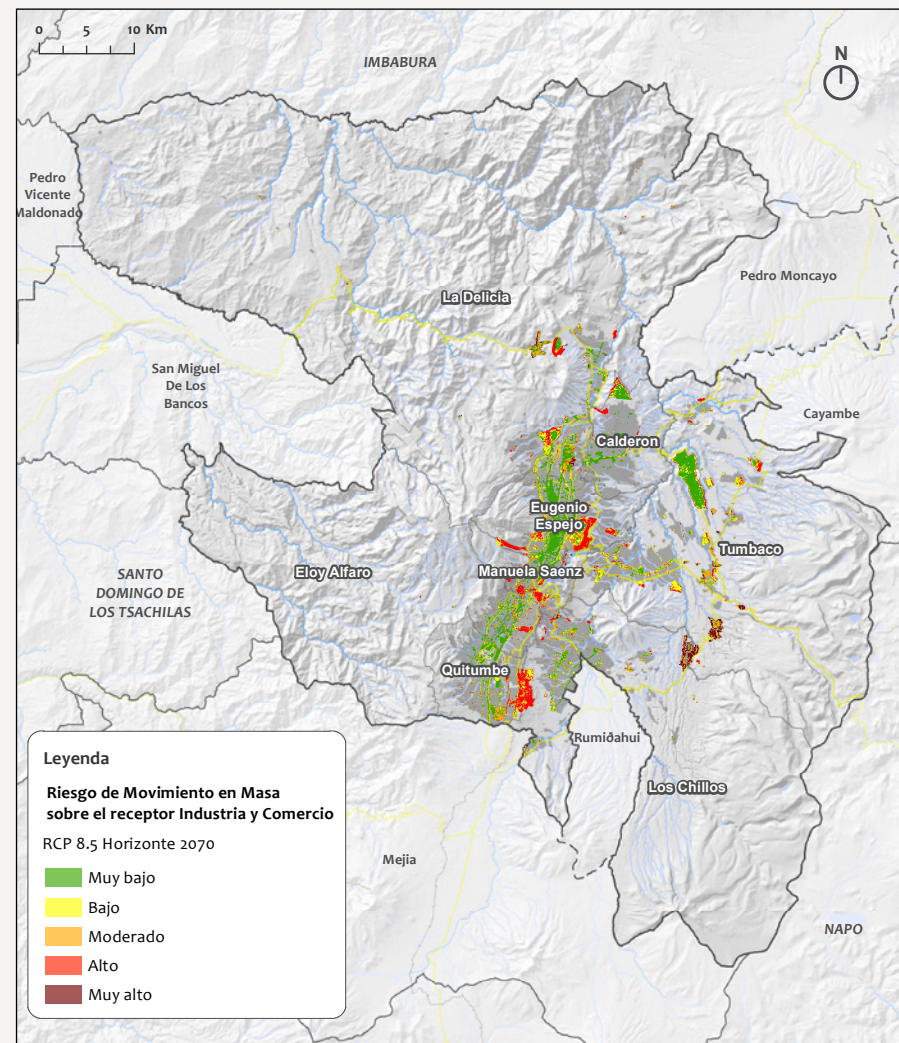 0 5 10 Km
IMBABURA
N
Pedro
Vicente
Maldonado
Pedro Moncayo
La Delicia
San Miguel
De Los
Bancos
Cayambe
Calderon
Eugenio
Espejo
Tumbaco
Eloy Alfaro
Manuela Saenz
SANTO
DOMINGO DE
LOS TSACHILAS
Quitumbe
Rumiðahui
Los Chillos
Mejia
NAPO
Leyenda
Riesgo de Movimiento en Masa
sobre el receptor Industria y Comercio
RCP 8.5 Horizonte 2070
Muy bajo
Bajo
Moderado
Alto
Muy alto